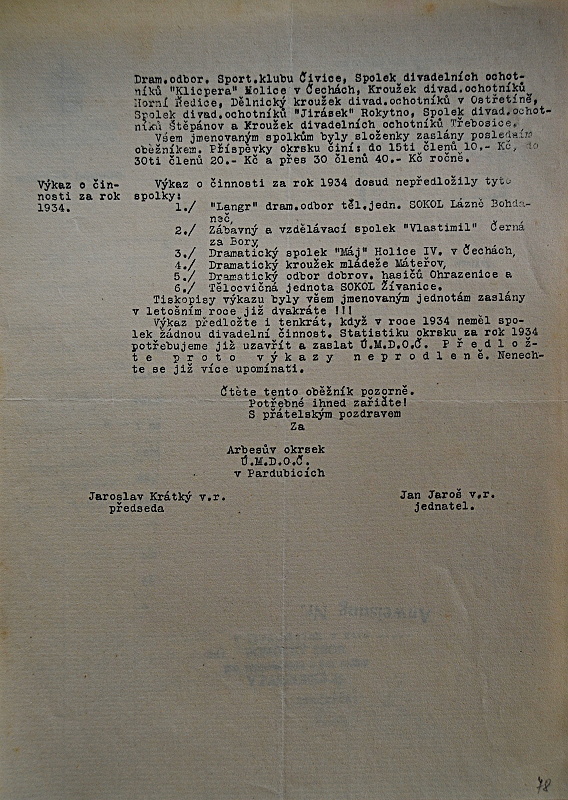 Dram.odbor. Sport.klubu Čivice, Spolek divadelních ochot-
níků "Klicpera" Holice v Čechách, Kroužek divad.ochotníků
Horní Ředice, Dělnický kroužek divad.ochotníků v Ostřetíně,
Spolek divad.ochotníků "Jirásek" Rokytno, Spolek divad.ochot-
níků Štěpánov a Kroužek divadelních ochotníků Třebosice.
Všem jmenovaným spolkům byly složenky zaslány posledním
oběžníkem. Příspěvky okrsku činí: do 15ti členů 10.- Kč, do
30ti členů 20.- Kč a přes 30 členů 40.- Kč ročně.
Výkaz o čin-
nosti za rok
1934.
Výkaz o činnosti za rok 1934 dosud nepředložily tyto
spolky:
1./ "Langr" dram.odbor těl.jedn. SOKOL Lázně Bohda-
neč,
2./ Zábavný a vzdělávací spolek "Vlastimil" Černá
za Bory,
3./ Dramatický spolek "Máj" Holice IV. v Čechách,
4./ Dramatický kroužek mládeže Mátěřov,
5./ Dramatický odbor dobrov. hasičů Ohrazenice a
6./ Tělocvičná jednota SOKOL Živanice.
Tiskopisy výkazu byly všem jmenovaným jednotám zaslány
v letošním roce již dvakráte !!!
Výkaz předložte i tenkrát, když v roce 1934 neměl spo-
lek žádnou divadelní činnost. Statistiku okrsku za rok 1934
potřebujeme již uzavřít a zaslat Ú.M.D.O.Č. P ř e d l o ž-
t e p r o t o v ý k a z y n e p r o d l e n ě. Nenech-
te se již více upomínati.
Čtěte tento oběžník pozorně.
Potřebné ihned zařiďte!
S přátelským pozdravem
Za
Arbesův okrsek
Ú.M.D.O.Č.
v Pardubicích
Jaroslav Krátký v.r.
předseda
Jan Jaroš v.r.
jednatel.
Anweisung Nr.
78